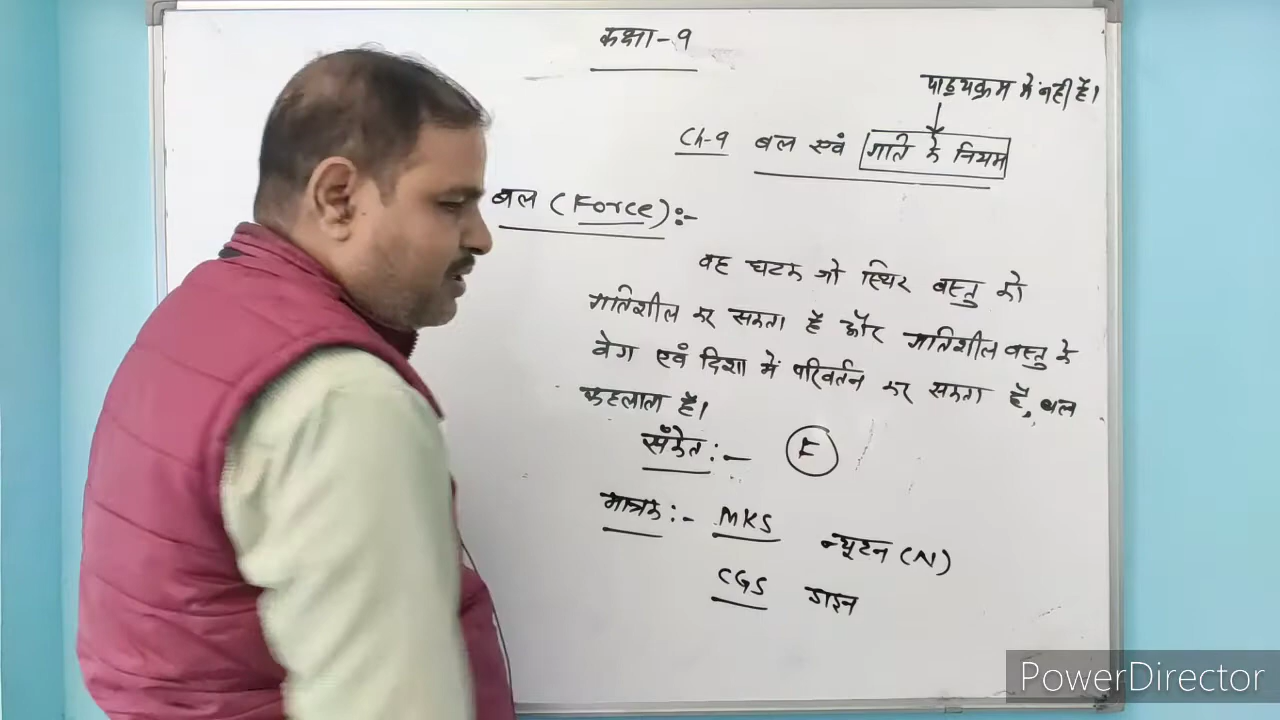 कक्षा - 9
पाठ्यक्रम में नहीं है।
Ch-9 बल एवं गति के नियम
बल (Force) :-
वह घटक जो स्थिर वस्तु को
गतिशील कर सकता है और गतिशील वस्तु के
वेग एवं दिशा में परिवर्तन कर सकता है, बल
कहलाल है।
संकेत :- F
मात्रक :- MKS न्यूटन (N)
CGS डाइन
PowerDirector